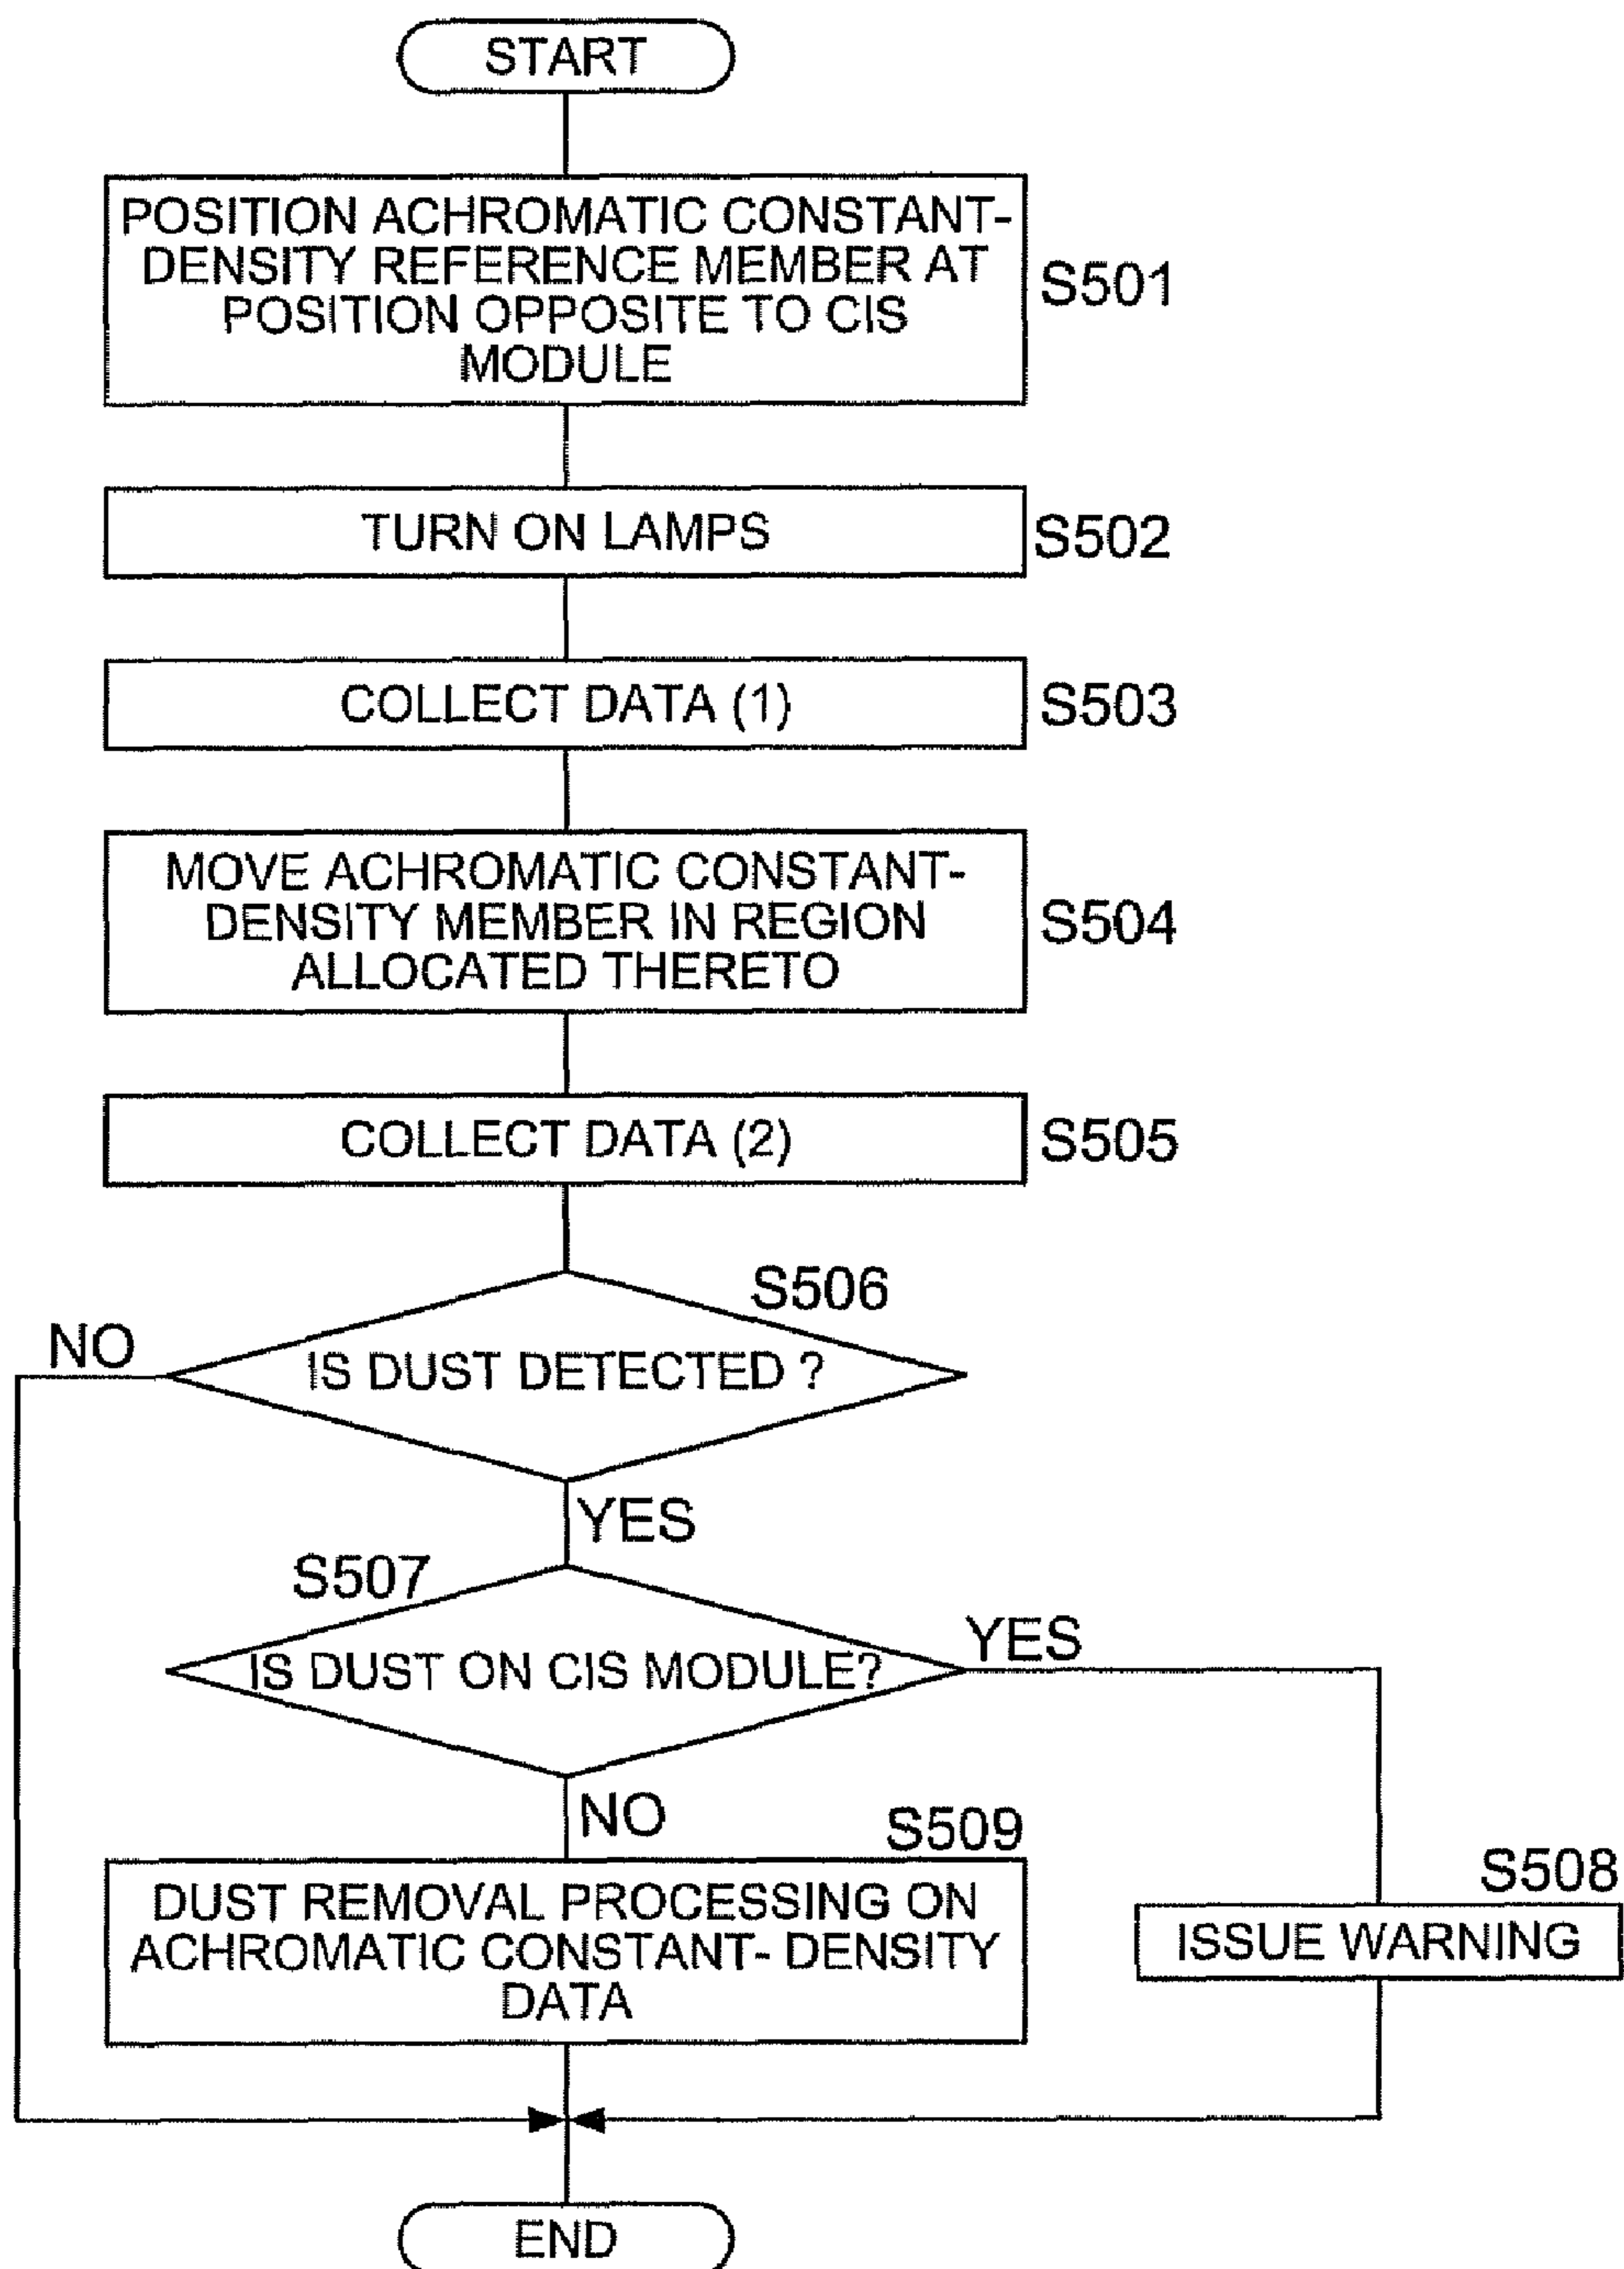 START
POSITION ACHROMATIC CONSTANT-
DENSITY REFERENCE MEMBER AT
POSITION OPPOSITE TO CIS
MODULE
S501
TURN ON LAMPS
S502
COLLECT DATA (1)
S503
MOVE ACHROMATIC CONSTANT-
DENSITY MEMBER IN REGION
ALLOCATED THERETO
S504
COLLECT DATA (2)
S505
S506
NO
IS DUST DETECTED ?
YES
S507
IS DUST ON CIS MODULE?
YES
NO
S509
DUST REMOVAL PROCESSING ON
ACHROMATIC CONSTANT- DENSITY
DATA
S508
ISSUE WARNING
END